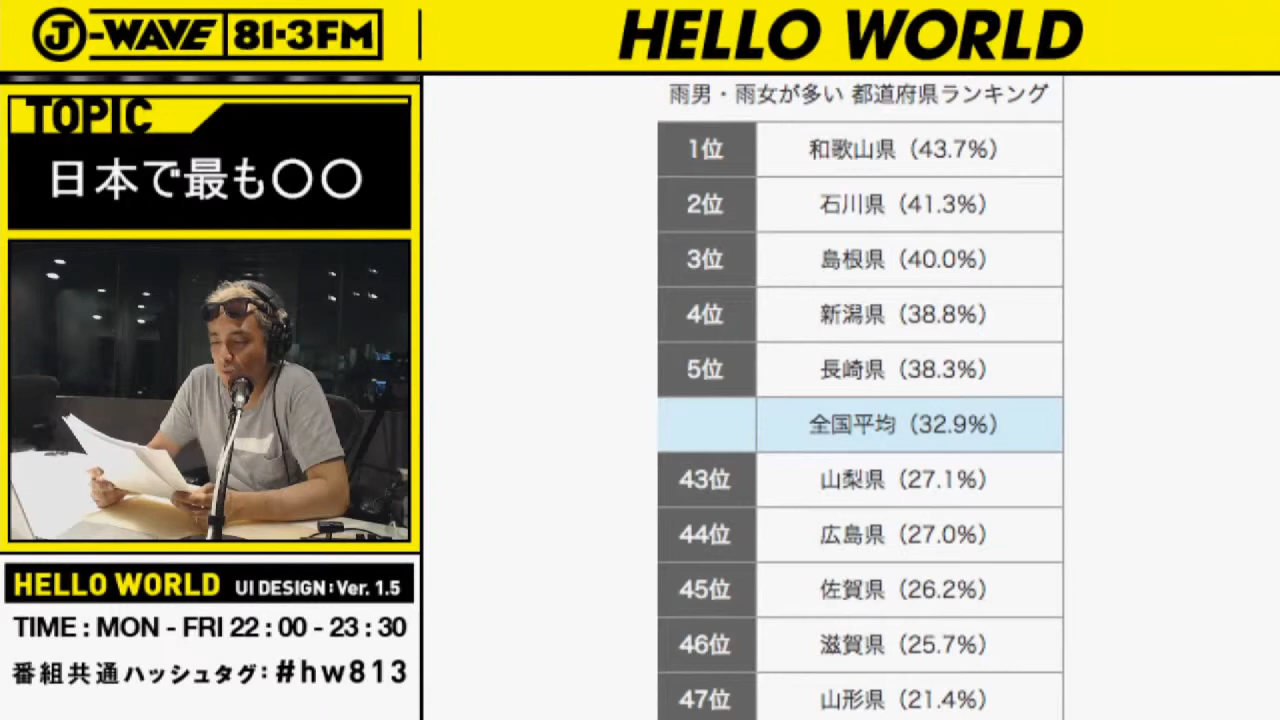 J-WAVE 81.3FM
HELLO WORLD
TOPIC
日本で最も〇〇
HELLO WORLD UI DESIGN:Ver. 1.5
TIME : MON - FRI 22 : 00 - 23 : 30
番組共通ハッシュタグ:#hw813
雨男・雨女が多い 都道府県ランキング
1位 和歌山県(43.7%)
2位 石川県(41.3%)
3位 島根県(40.0%)
4位 新潟県(38.8%)
5位 長崎県(38.3%)
全国平均(32.9%)
43位 山梨県(27.1%)
44位 広島県(27.0%)
45位 佐賀県(26.2%)
46位 滋賀県(25.7%)
47位 山形県(21.4%)